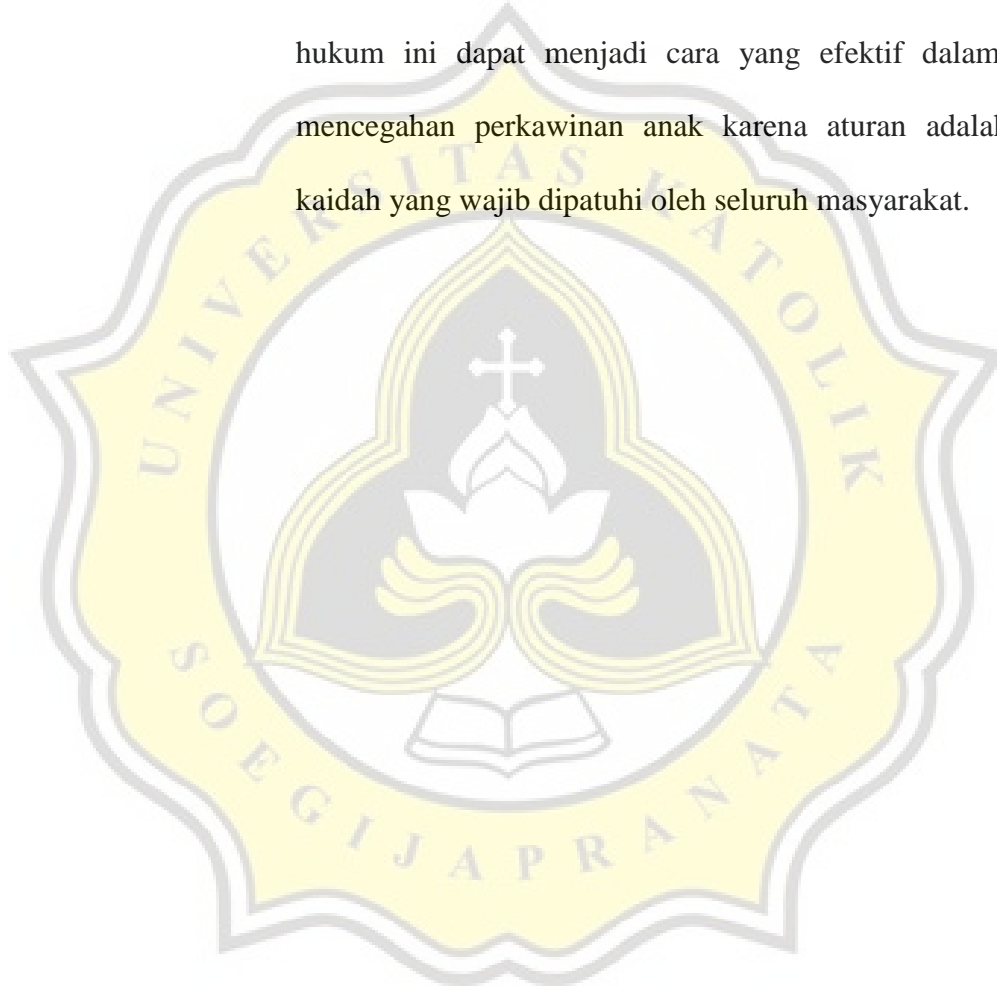 hukum ini dapat menjadi cara yang efektif dalam
mencegahan perkawinan anak karena aturan adalah
kaidah yang wajib dipatuhi oleh seluruh masyarakat.
UNIVERSITAS KATOLIK
SOEGIJAPRANATA